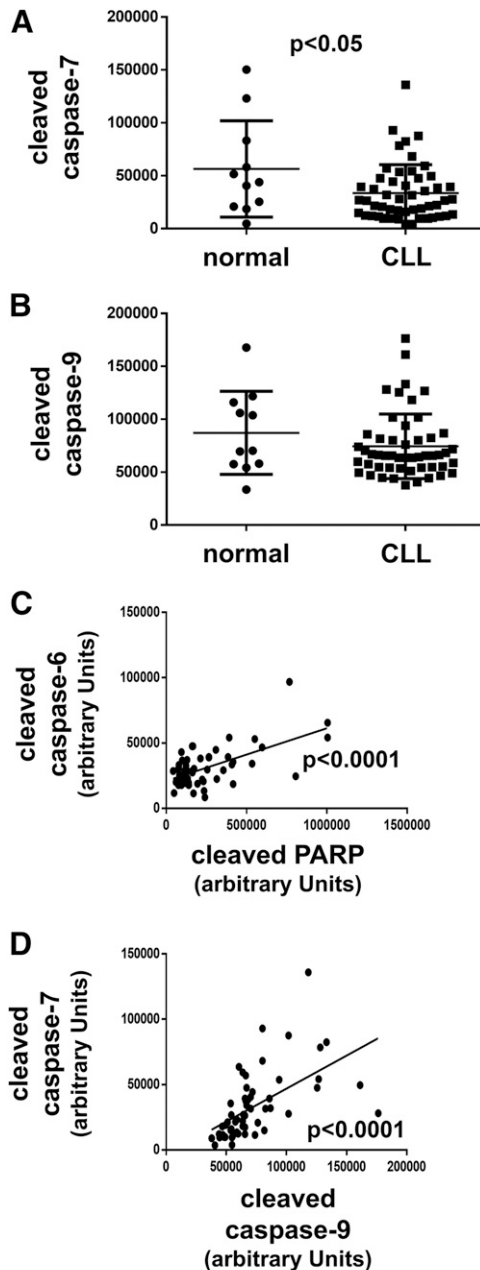 A
cleaved
caspase-7
200000
150000
100000
50000
0
p<0.05
normal
CLL
B
cleaved
caspase-9
200000
150000
100000
50000
0
normal
CLL
C
cleaved
caspase-6
(arbitrary Units)
150000
100000
50000
0
p<0.0001
0
500000
1000000
1500000
cleaved PARP
(arbitrary Units)
D
cleaved
caspase-7
(arbitrary Units)
150000
100000
50000
0
p<0.0001
0
50000
100000
150000
200000
cleaved
caspase-9
(arbitrary Units)